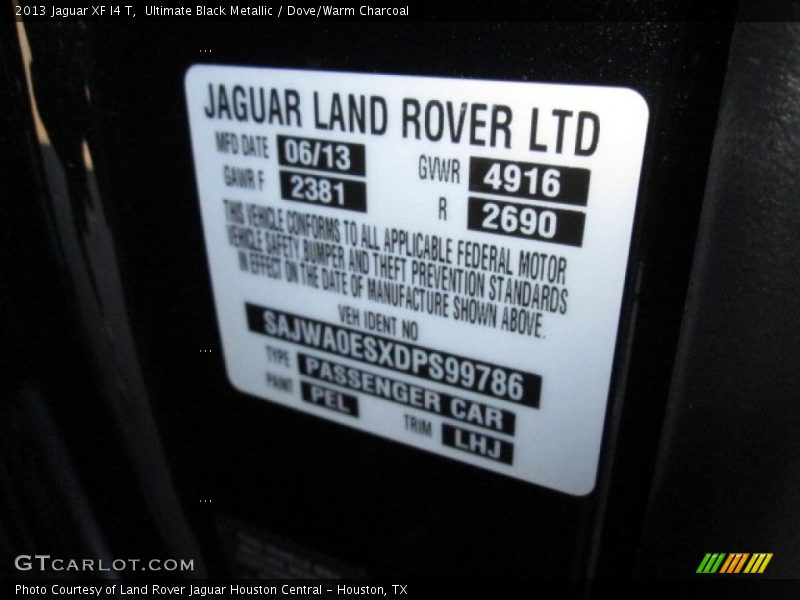 2013 Jaguar XF I4 T,  Ultimate Black Metallic / Dove/Warm Charcoal
JAGUAR LAND ROVER LTD
MFD DATE 06/13 GVWR 4916
GAWR F 2381 R 2690
THIS VEHICLE CONFORMS TO ALL APPLICABLE FEDERAL MOTOR
VEHICLE SAFETY, BUMPER AND THEFT PREVENTION STANDARDS
IN EFFECT ON THE DATE OF MANUFACTURE SHOWN ABOVE.
VEH IDENT NO
SAJWA0ESXDPS99786
TYPE PASSENGER CAR
PAINT PEL TRIM LHJ
GTCARLOT.COM
Photo Courtesy of Land Rover Jaguar Houston Central - Houston, TX